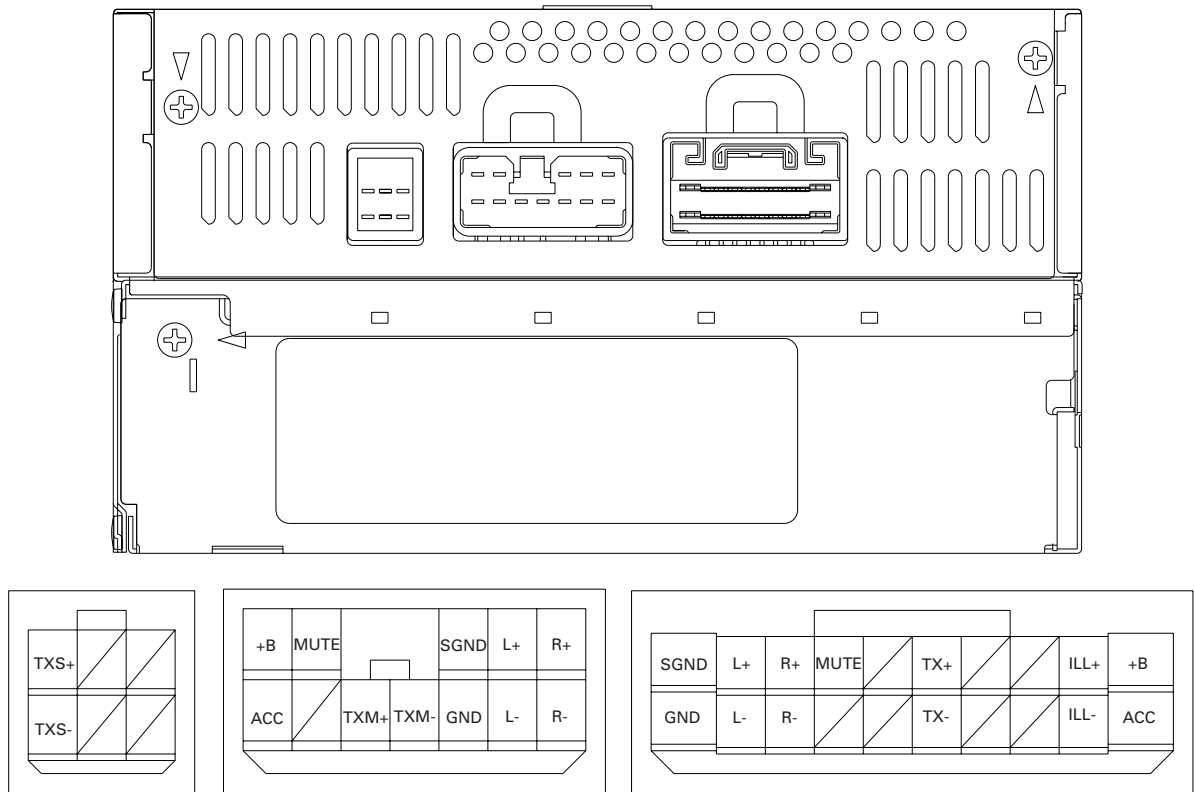 TXS+
TXS-
+B MUTE SGND L+ R+
ACC TXM+ TXM- GND L- R-
SGND L+ R+ MUTE TX+ ILL+ +B
GND L- R- TX- ILL- ACC